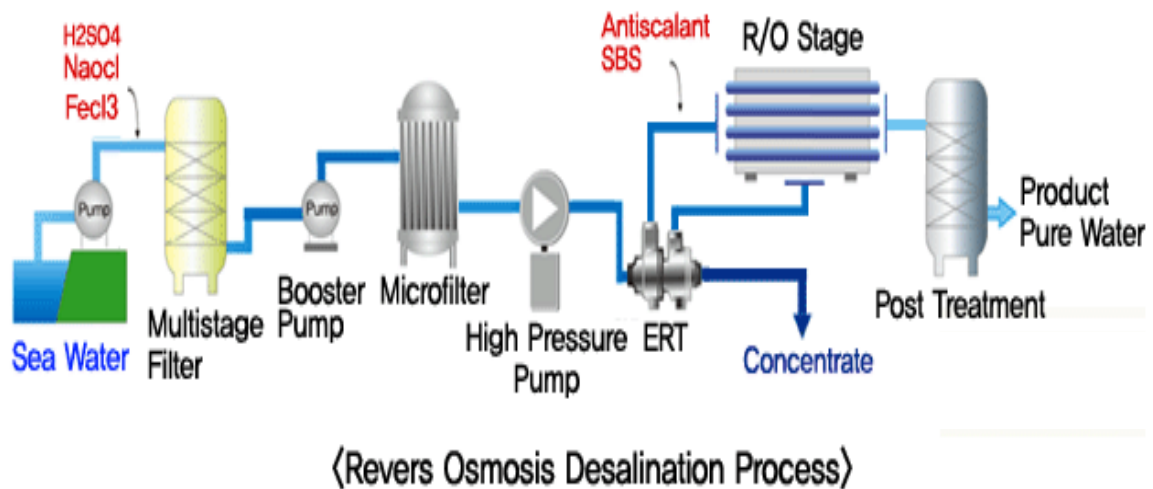 H2SO4
Naocl
Fecl3
Antiscalant
SBS
R/O Stage
Pump
Pump
Sea Water
Multistage
Filter
Booster
Pump
Microfilter
High Pressure
Pump
ERT
Concentrate
Post Treatment
Product
Pure Water
〈Revers Osmosis Desalination Process〉